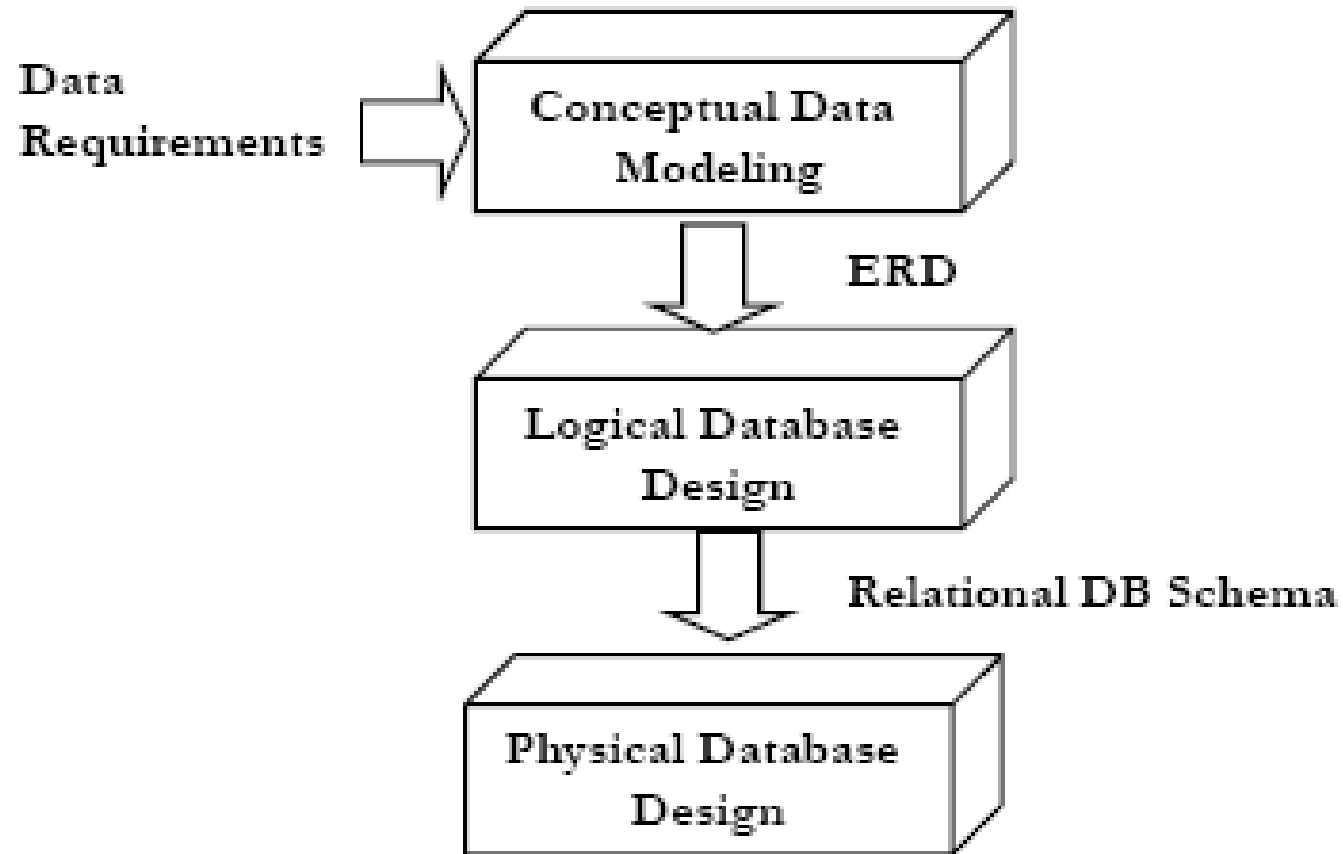 Data
Requirements
Conceptual Data
Modeling
ERD
Logical Database
Design
Relational DB Schema
Physical Database
Design